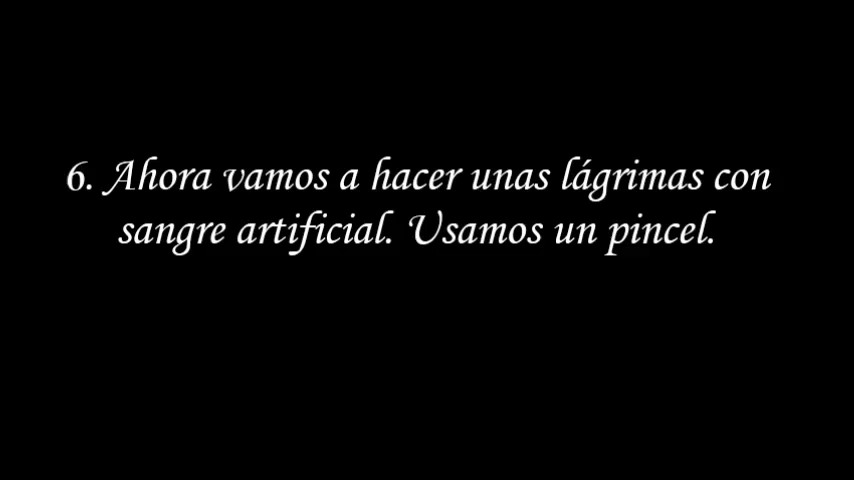 6. Ahora vamos a hacer unas lágrimas con
sangre artificial. Usamos un pincel.